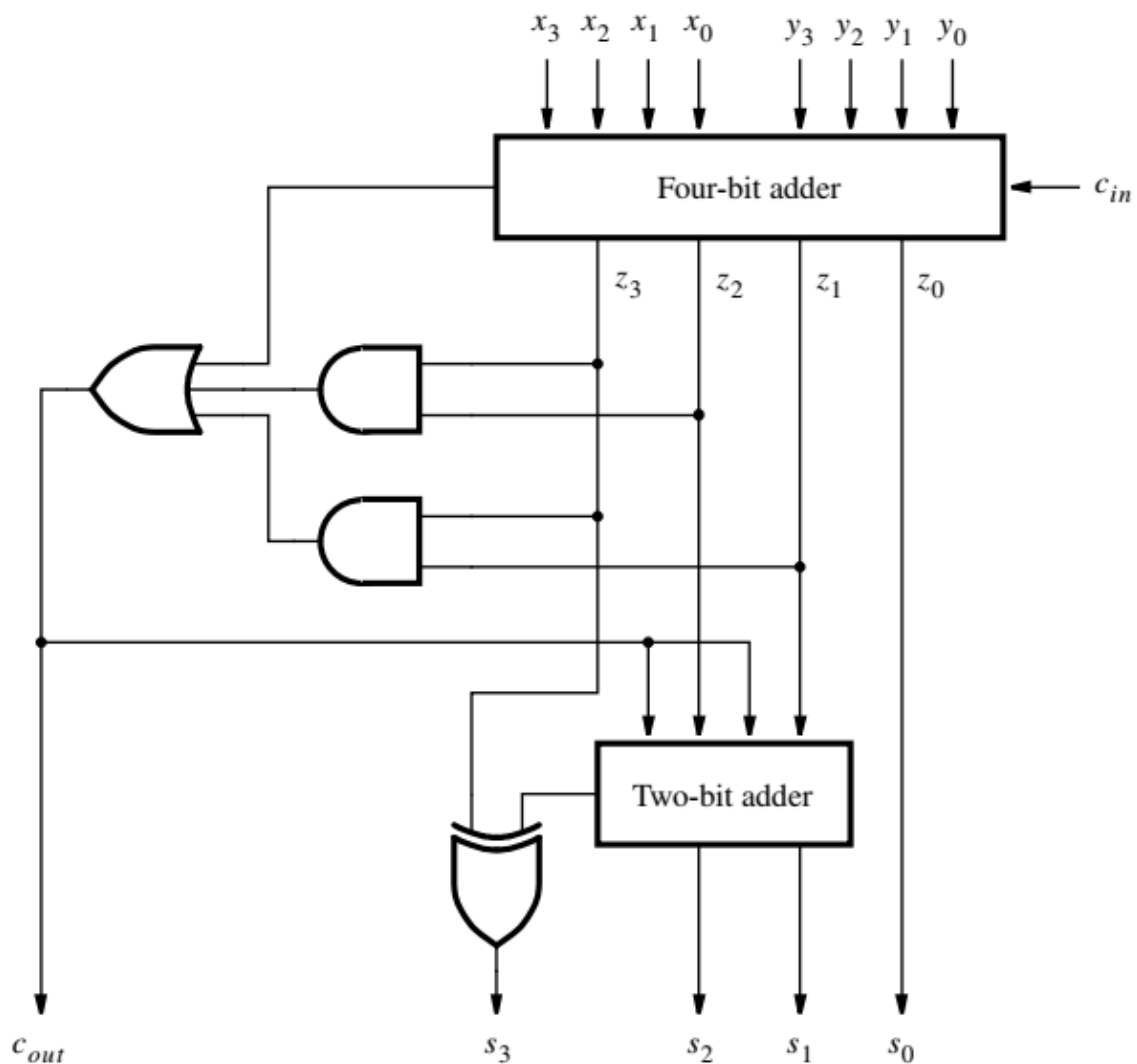 x3 x2 x1 x0 y3 y2 y1 y0
Four-bit adder
cin
z3 z2 z1 z0
Two-bit adder
cout s3 s2 s1 s0